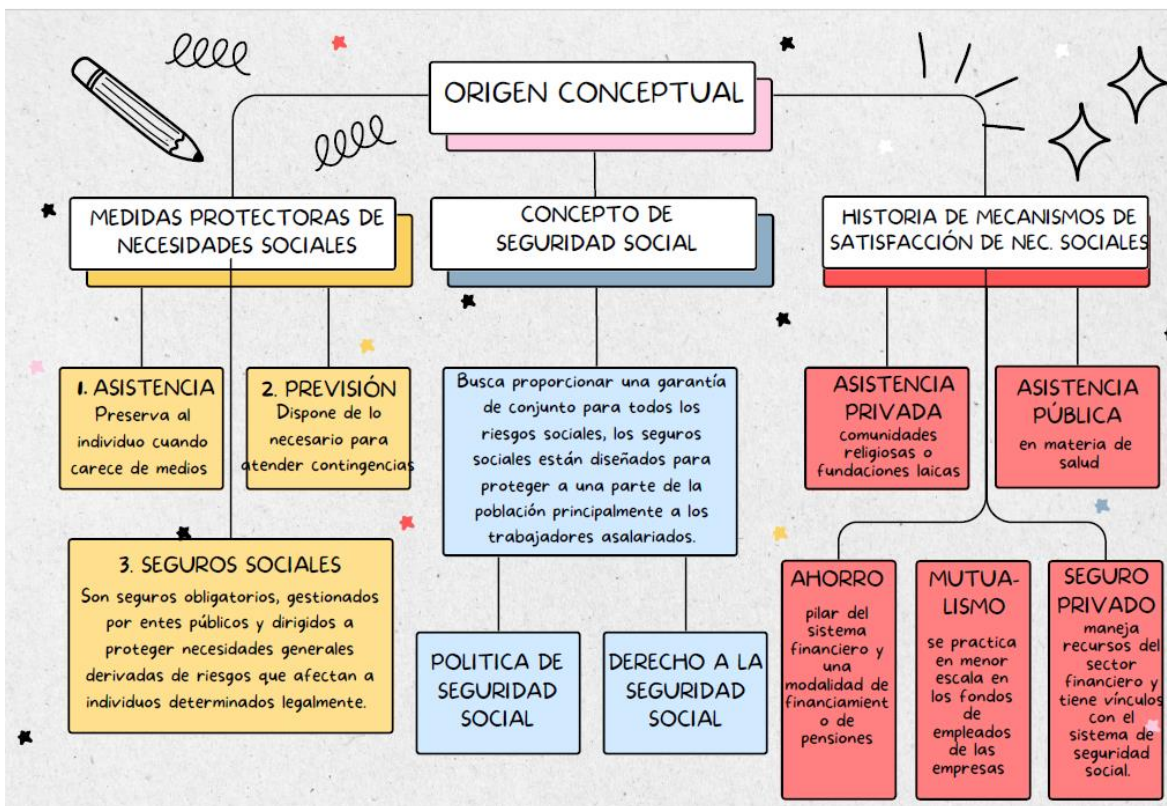 ORIGEN CONCEPTUAL
MEDIDAS PROTECTORAS DE
NECESIDADES SOCIALES
1. ASISTENCIA
Preserva al
individuo cuando
carece de medios
2. PREVISIÓN
Dispone de lo
necesario para
atender contingencias
3. SEGUROS SOCIALES
Son seguros obligatorios, gestionados
por entes públicos y dirigidos a
proteger necesidades generales
derivadas de riesgos que afectan a
individuos determinados legalmente.
CONCEPTO DE
SEGURIDAD SOCIAL
Busca proporcionar una garantía
de conjunto para todos los
riesgos sociales, los seguros
sociales están diseñados para
proteger a una parte de la
población principalmente a los
trabajadores asalariados.
POLITICA DE
SEGURIDAD
SOCIAL
DERECHO A LA
SEGURIDAD
SOCIAL
HISTORIA DE MECANISMOS DE
SATISFACCIÓN DE NEC. SOCIALES
ASISTENCIA
PRIVADA
comunidades
religiosas o
fundaciones laicas
ASISTENCIA
PÚBLICA
en materia de
salud
AHORRO
pilar del
sistema
financiero y
una
modalidad de
financiamient
o de
pensiones
MUTUA-
LISMO
se practica
en menor
escala en
los fondos
de
empleados
de las
empresas
SEGURO
PRIVADO
maneja
recursos del
sector
financiero y
tiene vínculos
con el
sistema de
seguridad
social.